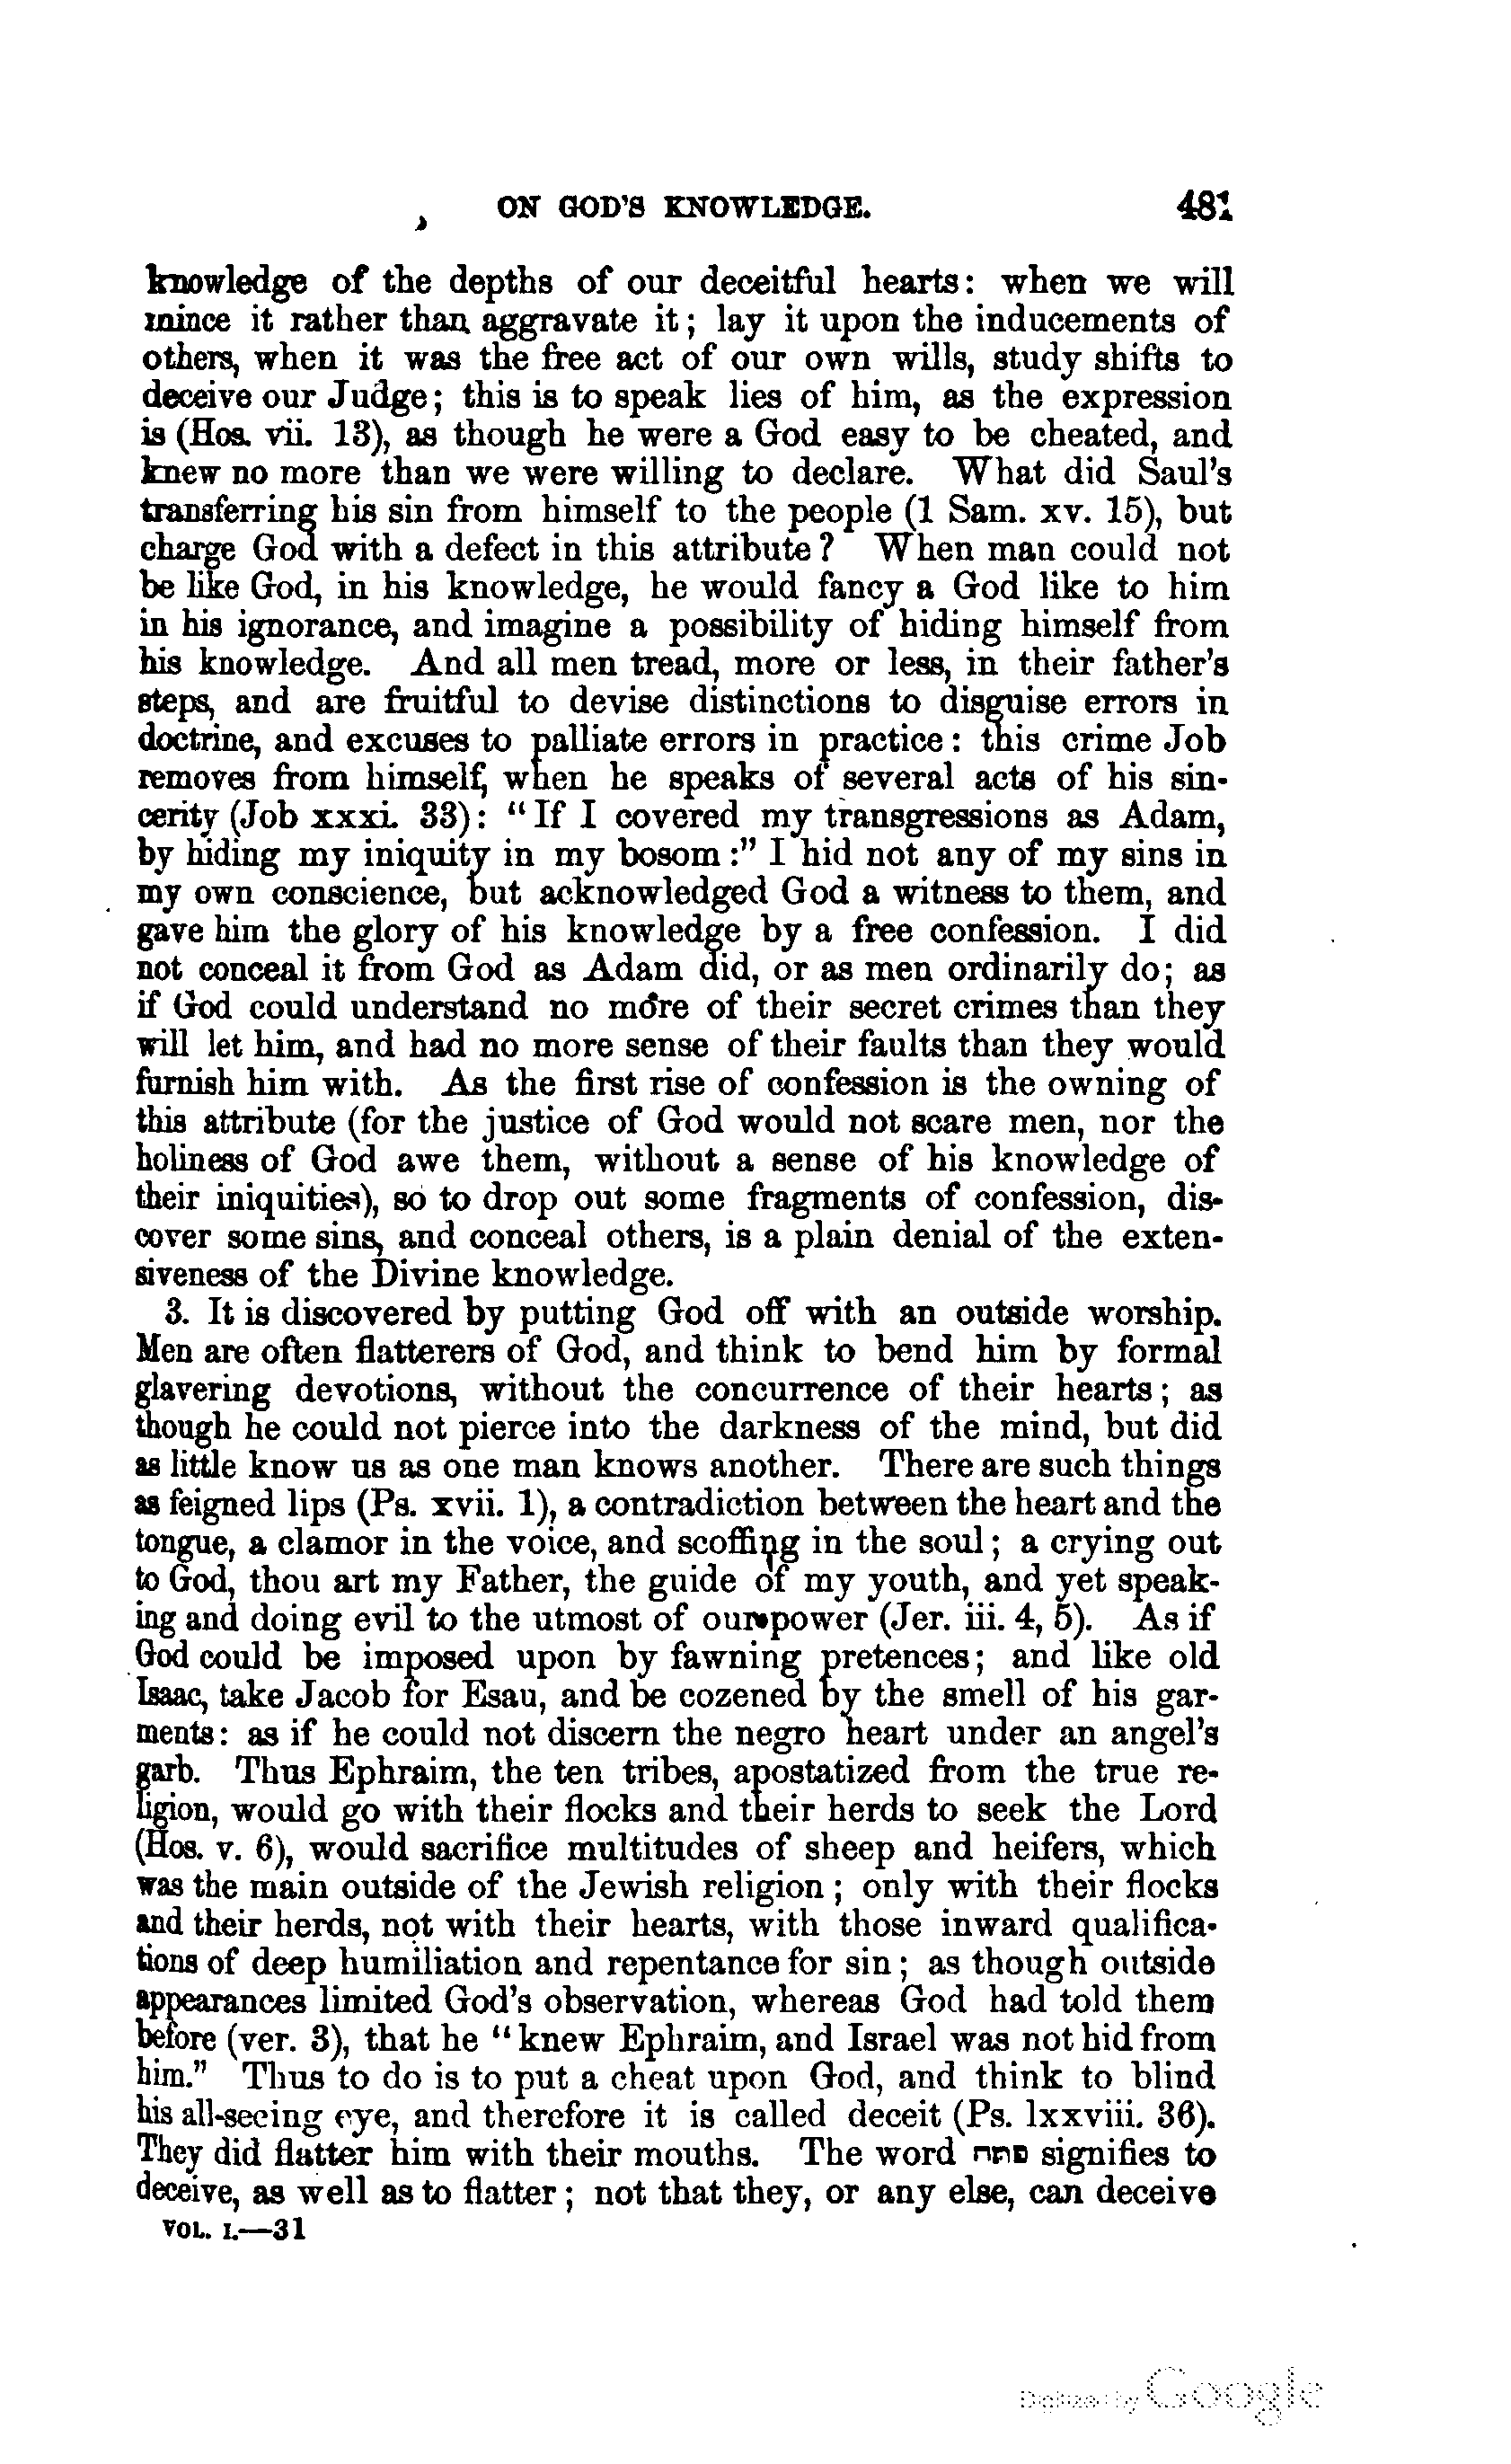 ON GOD'S KNOWLEDGE. 481
knowledge of the depths of our deceitful hearts: when we will
mince it rather than aggravate it; lay it upon the inducements of
others, when it was the free act of our own wills, study shifts to
deceive our Judge; this is to speak lies of him, as the expression
is (Hos. vii. 13), as though he were a God easy to be cheated, and
knew no more than we were willing to declare. What did Saul's
transferring his sin from himself to the people (1 Sam. xv. 15), but
charge God with a defect in this attribute? When man could not
be like God, in his knowledge, he would fancy a God like to him
in his ignorance, and imagine a possibility of hiding himself from
his knowledge. And all men tread, more or less, in their father's
steps, and are fruitful to devise distinctions to disguise errors in
doctrine, and excuses to palliate errors in practice: this crime Job
removes from himself, when he speaks of several acts of his sin-
cerity (Job xxxi. 33): "If I covered my transgressions as Adam,
by hiding my iniquity in my bosom:" I hid not any of my sins in
my own conscience, but acknowledged God a witness to them, and
gave him the glory of his knowledge by a free confession. I did
not conceal it from God as Adam did, or as men ordinarily do; as
if God could understand no more of their secret crimes than they
will let him, and had no more sense of their faults than they would
furnish him with. As the first rise of confession is the owning of
this attribute (for the justice of God would not scare men, nor the
holiness of God awe them, without a sense of his knowledge of
their iniquities), so to drop out some fragments of confession, dis-
cover some sins, and conceal others, is a plain denial of the exten-
siveness of the Divine knowledge.
3. It is discovered by putting God off with an outside worship.
Men are often flatterers of God, and think to bend him by formal
glavering devotions, without the concurrence of their hearts; as
though he could not pierce into the darkness of the mind, but did
as little know us as one man knows another. There are such things
as feigned lips (Ps. xvii. 1), a contradiction between the heart and the
tongue, a clamor in the voice, and scoffing in the soul; a crying out
to God, thou art my Father, the guide of my youth, and yet speak-
ing and doing evil to the utmost of our power (Jer. iii. 4, 5). As if
God could be imposed upon by fawning pretences; and like old
Isaac, take Jacob for Esau, and be cozened by the smell of his gar-
ments: as if he could not discern the negro heart under an angel's
garb. Thus Ephraim, the ten tribes, apostatized from the true re-
ligion, would go with their flocks and their herds to seek the Lord
(Hos. v. 6), would sacrifice multitudes of sheep and heifers, which
was the main outside of the Jewish religion; only with their flocks
and their herds, not with their hearts, with those inward qualifica-
tions of deep humiliation and repentance for sin; as though outside
appearances limited God's observation, whereas God had told them
before (ver. 3), that he "knew Ephraim, and Israel was not hid from
him." Thus to do is to put a cheat upon God, and think to blind
his all-seeing eye, and therefore it is called deceit (Ps. lxxviii. 36).
They did flatter him with their mouths. The word signifies to
deceive, as well as to flatter; not that they, or any else, can deceive
VOL. I.—31
Digitized by Google